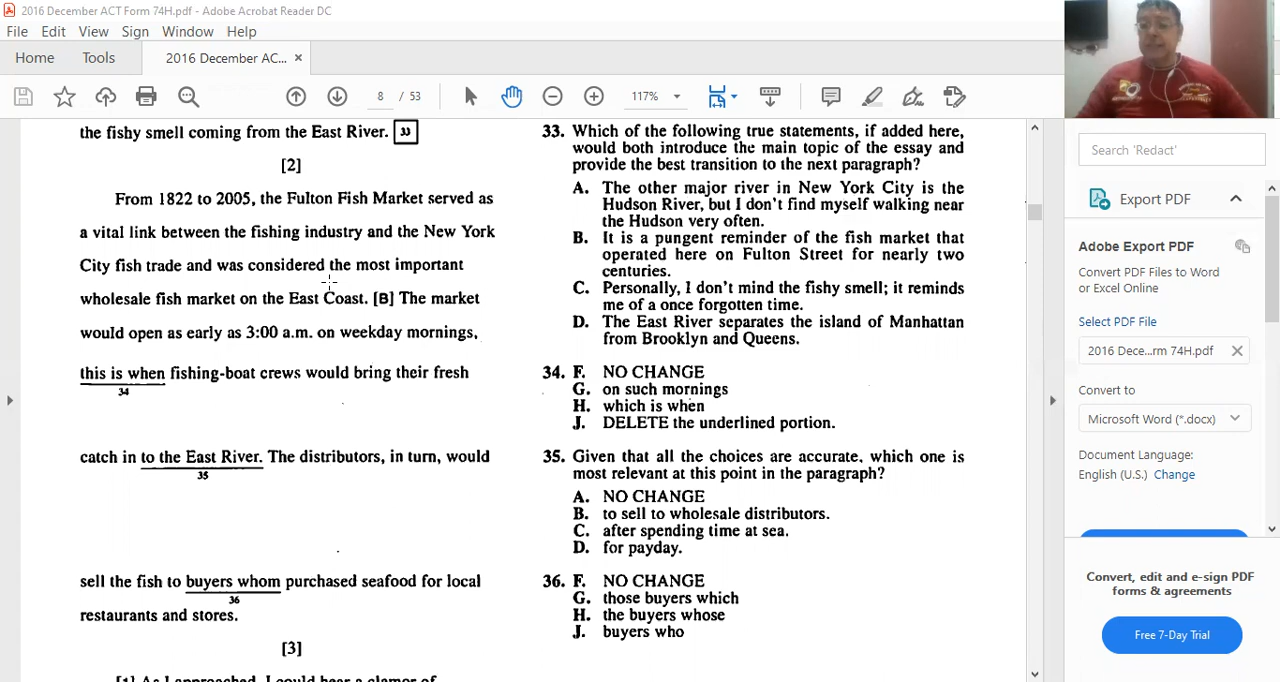 2016 December ACT Form 74H.pdf - Adobe Acrobat Reader DC
File Edit View Sign Window Help
Home Tools 2016 December AC... ×
8 / 53 117%
the fishy smell coming from the East River. 33
[2]
From 1822 to 2005, the Fulton Fish Market served as
a vital link between the fishing industry and the New York
City fish trade and was considered the most important
wholesale fish market on the East Coast. [B] The market
would open as early as 3:00 a.m. on weekday mornings,
this is when fishing-boat crews would bring their fresh
34
catch in to the East River. The distributors, in turn, would
35
sell the fish to buyers whom purchased seafood for local
36
restaurants and stores.
[3]
[1] As I approached, I could hear a clamor of
33. Which of the following true statements, if added here,
would both introduce the main topic of the essay and
provide the best transition to the next paragraph?
A. The other major river in New York City is the
Hudson River, but I don't find myself walking near
the Hudson very often.
B. It is a pungent reminder of the fish market that
operated here on Fulton Street for nearly two
centuries.
C. Personally, I don't mind the fishy smell; it reminds
me of a once forgotten time.
D. The East River separates the island of Manhattan
from Brooklyn and Queens.
34. F. NO CHANGE
G. on such mornings
H. which is when
J. DELETE the underlined portion.
35. Given that all the choices are accurate, which one is
most relevant at this point in the paragraph?
A. NO CHANGE
B. to sell to wholesale distributors.
C. after spending time at sea.
D. for payday.
36. F. NO CHANGE
G. those buyers which
H. the buyers whose
J. buyers who
Search 'Redact'
Export PDF
Adobe Export PDF
Convert PDF Files to Word
or Excel Online
Select PDF File
2016 Dece...rm 74H.pdf
Convert to
Microsoft Word (*.docx)
Document Language:
English (U.S.) Change
Convert, edit and e-sign PDF
forms & agreements
Free 7-Day Trial